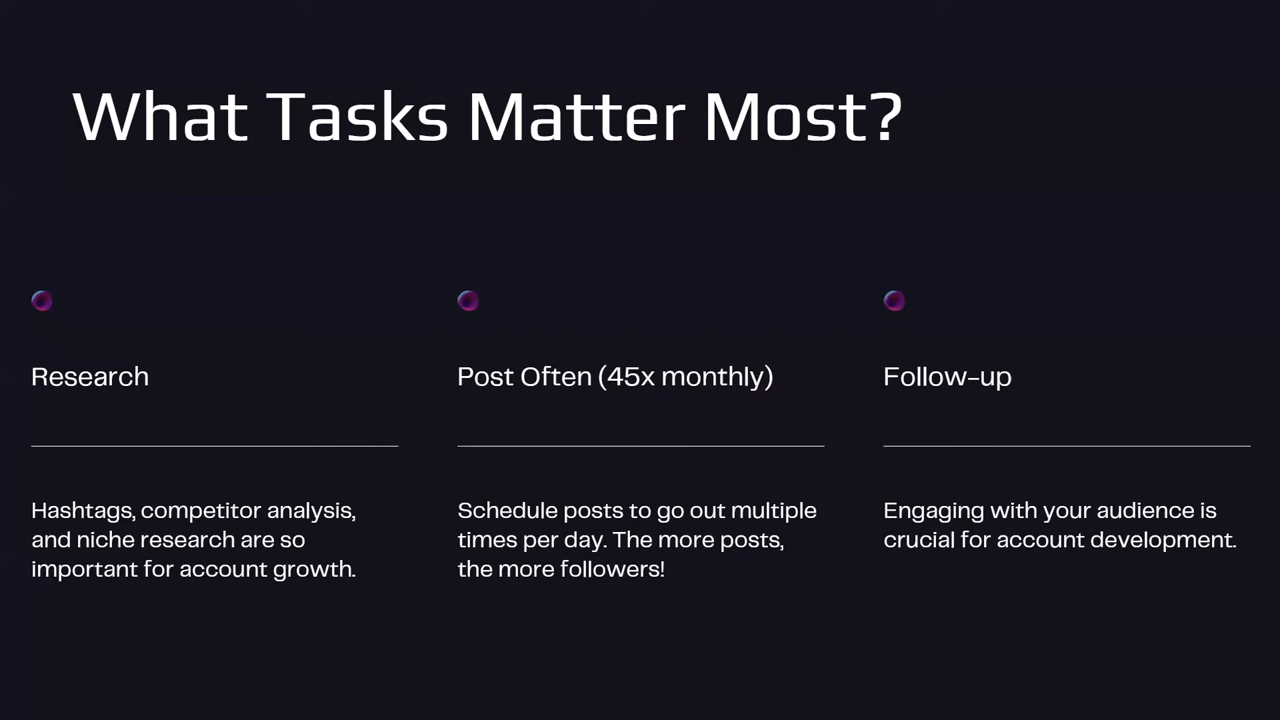 What Tasks Matter Most?
Research
Hashtags, competitor analysis,
and niche research are so
important for account growth.
Post Often (45x monthly)
Schedule posts to go out multiple
times per day. The more posts,
the more followers!
Follow-up
Engaging with your audience is
crucial for account development.